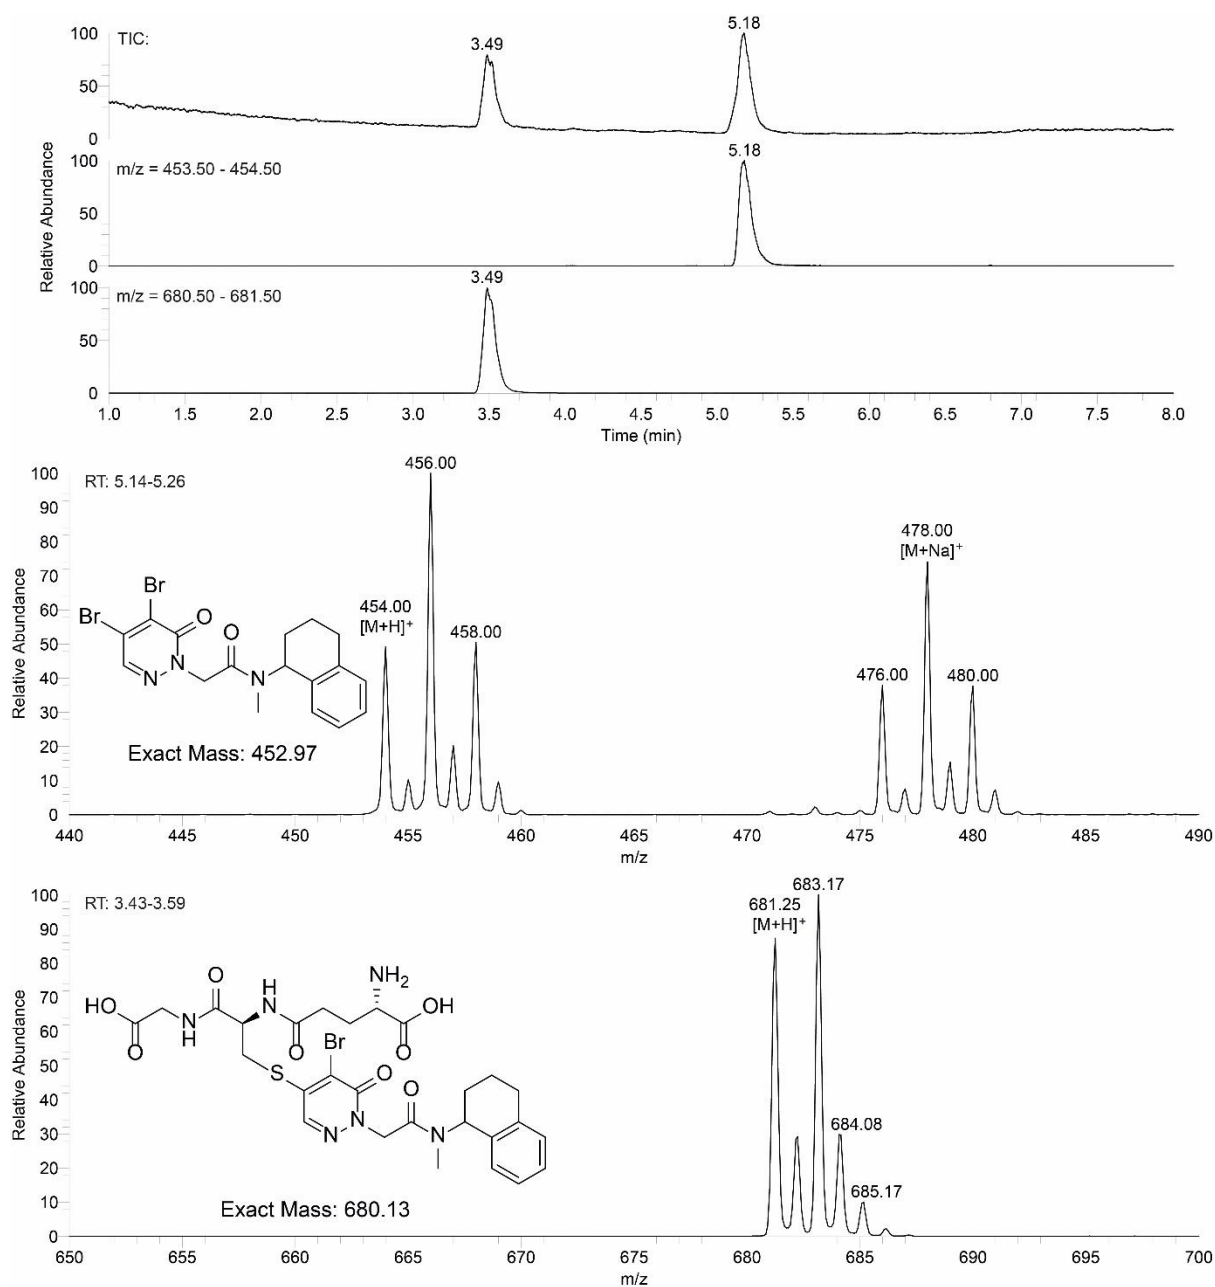 TIC:
3.49
5.18
100
50
0
m/z = 453.50 - 454.50
5.18
100
50
0
m/z = 680.50 - 681.50
3.49
100
50
0
Relative Abundance
1.0 1.5 2.0 2.5 3.0 3.5 4.0 4.5 5.0 5.5 6.0 6.5 7.0 7.5 8.0
Time (min)
RT: 5.14-5.26
456.00
478.00
[M+Na]⁺
454.00
[M+H]⁺
458.00
476.00
480.00
Br
Br
O
O
N
N
N
Exact Mass: 452.97
100
90
80
70
60
50
40
30
20
10
0
Relative Abundance
440 445 450 455 460 465 470 475 480 485 490
m/z
RT: 3.43-3.59
683.17
681.25
[M+H]⁺
684.08
685.17
O
H
N
NH₂
HO
OH
O
N
H
O
O
Br
S
O
O
N
N
N
Exact Mass: 680.13
100
90
80
70
60
50
40
30
20
10
0
Relative Abundance
650 655 660 665 670 675 680 685 690 695 700
m/z